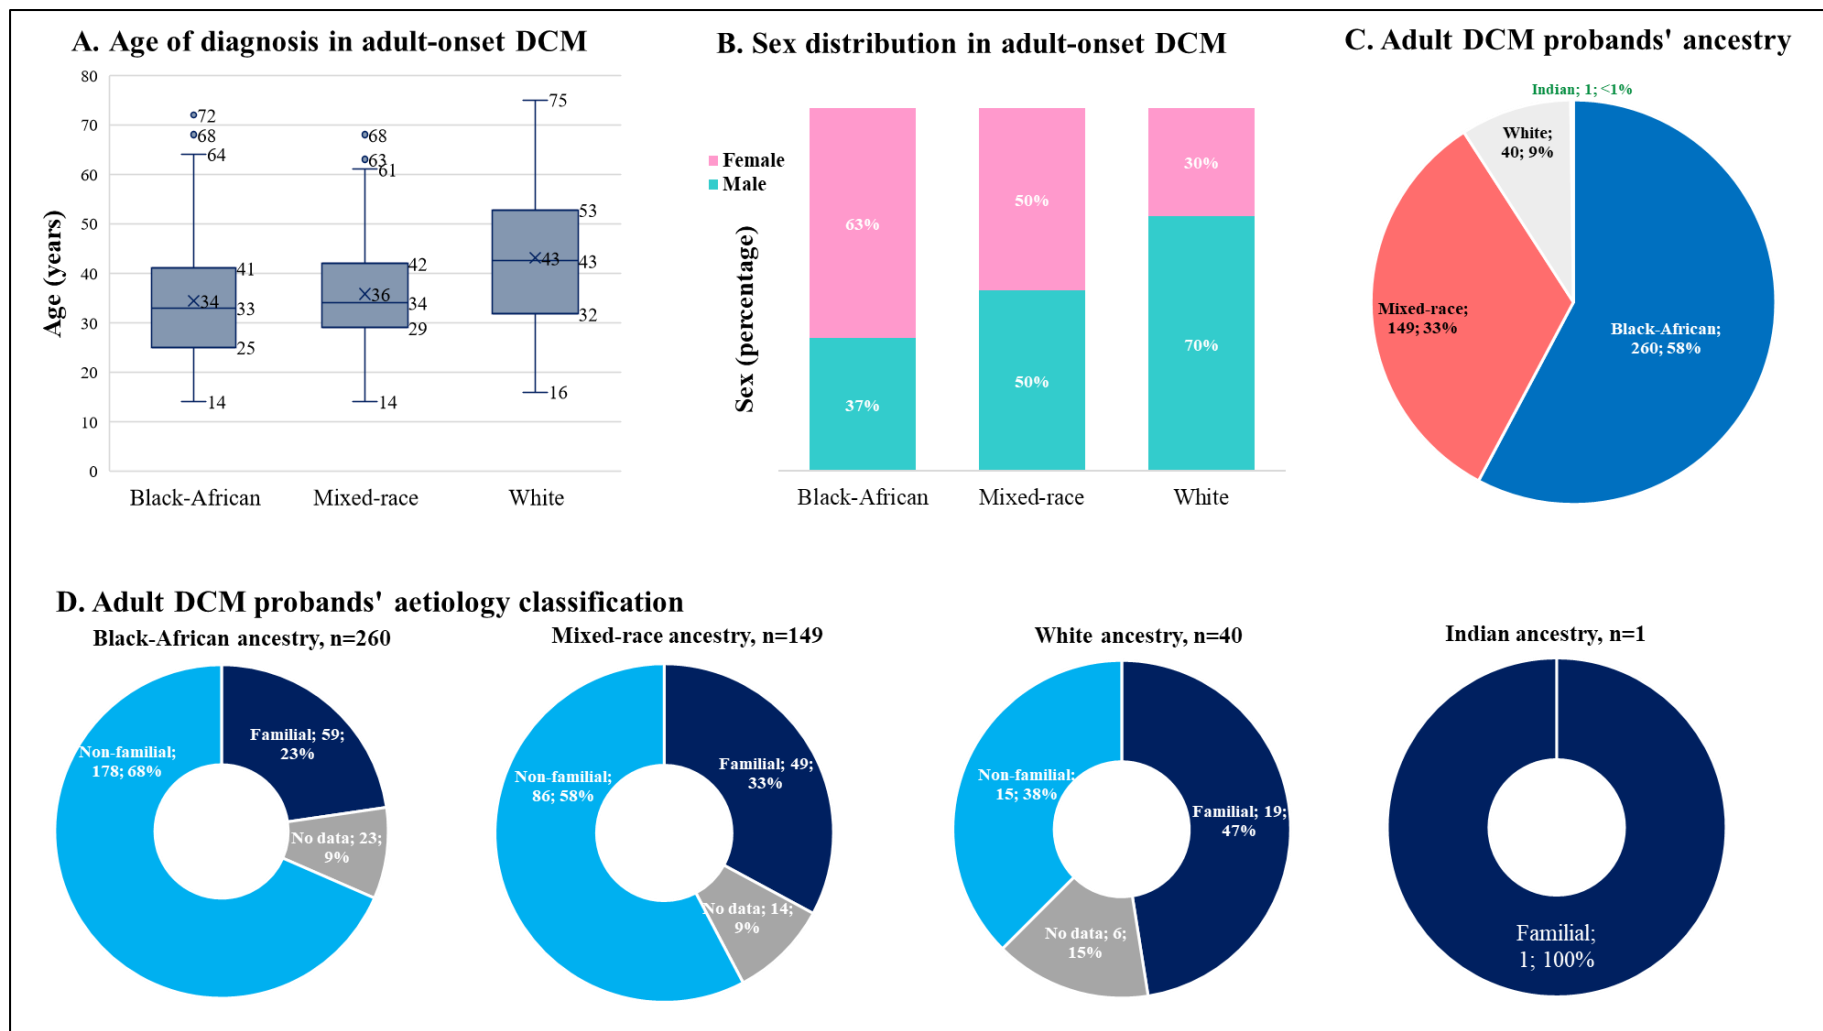 A. Age of diagnosis in adult-onset DCM
80
70
60
50
40
30
20
10
0
Age (years)
72
68
64
41
34
33
25
14
68
63
61
42
36
34
29
14
75
53
43
43
32
16
Black-African
Mixed-race
White
B. Sex distribution in adult-onset DCM
Female
Male
Sex (percentage)
63%
37%
50%
50%
30%
70%
Black-African
Mixed-race
White
C. Adult DCM probands' ancestry
Indian; 1; <1%
White;
40; 9%
Mixed-race;
149; 33%
Black-African;
260; 58%
D. Adult DCM probands' aetiology classification
Black-African ancestry, n=260
Familial; 59;
23%
Non-familial;
178; 68%
No data; 23;
9%
Mixed-race ancestry, n=149
Familial; 49;
33%
Non-familial;
86; 58%
No data; 14;
9%
White ancestry, n=40
Non-familial;
15; 38%
Familial; 19;
47%
No data; 6;
15%
Indian ancestry, n=1
Familial;
1; 100%